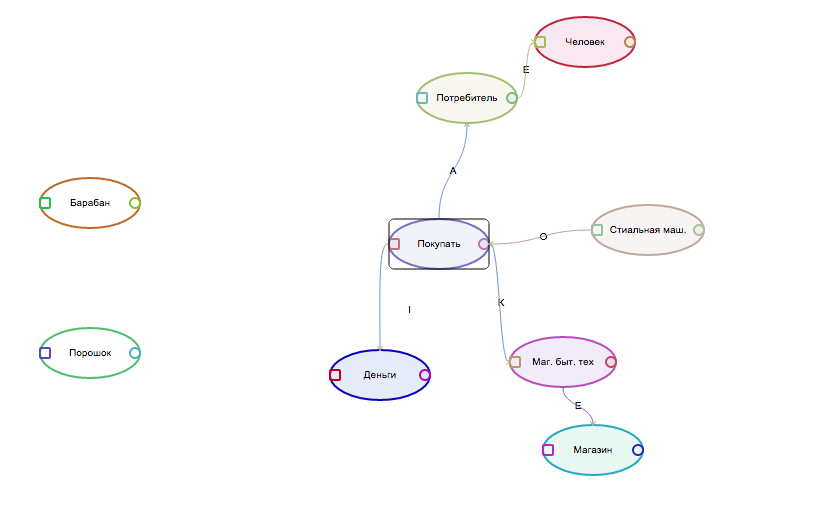 Человек
E
Потребитель
A
Барабан
Стиальная маш.
O
Покупать
K
I
Порошок
Маг. быт. тех
Деньги
E
Магазин